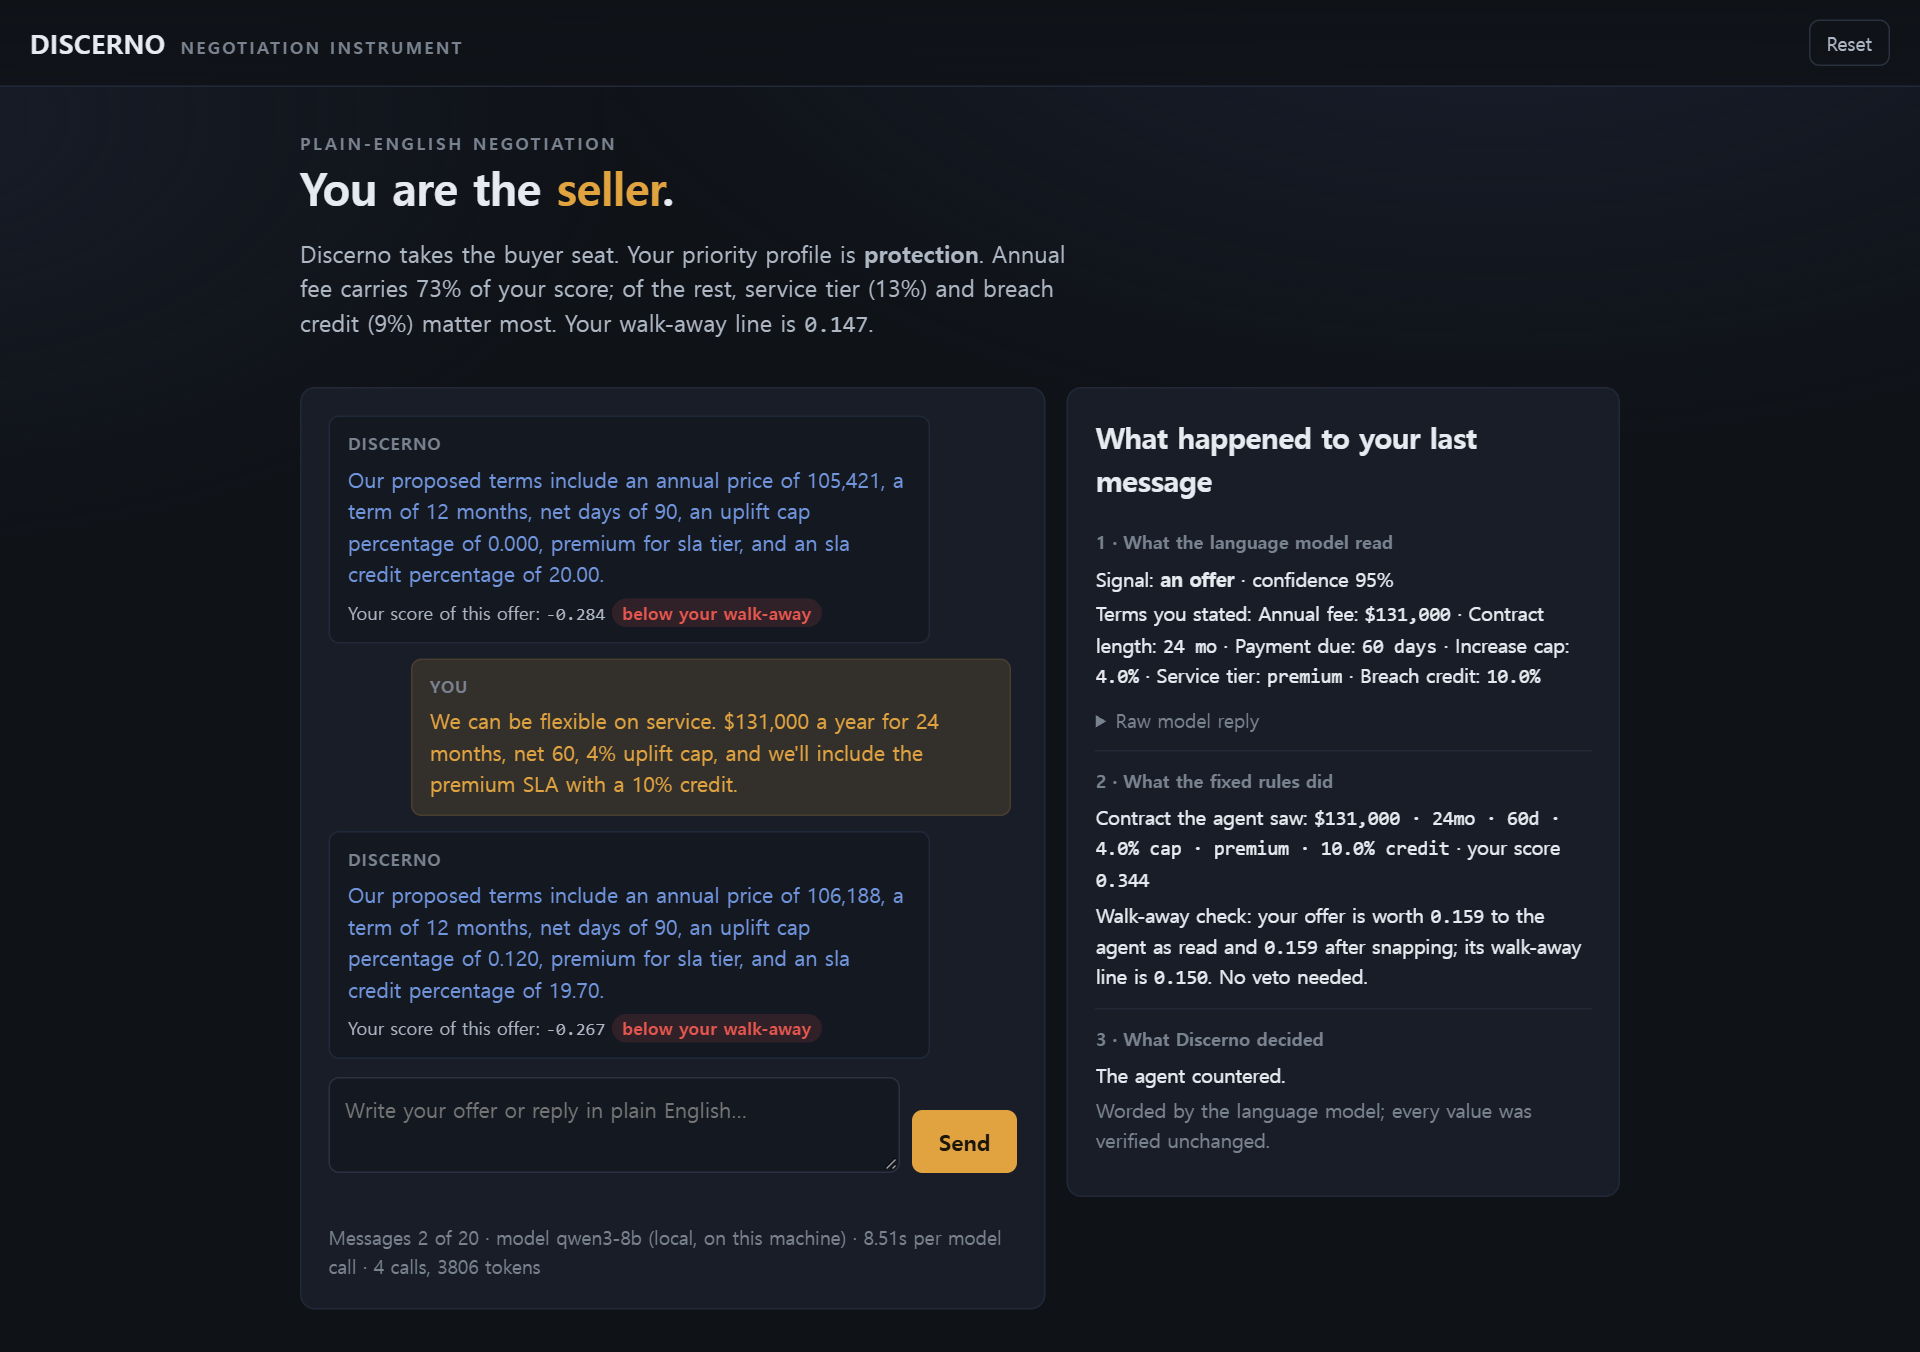 DISCERNO NEGOTIATION INSTRUMENT
Reset
PLAIN-ENGLISH NEGOTIATION
You are the seller.
Discerno takes the buyer seat. Your priority profile is protection. Annual
fee carries 73% of your score; of the rest, service tier (13%) and breach
credit (9%) matter most. Your walk-away line is 0.147.
DISCERNO
Our proposed terms include an annual price of 105,421, a
term of 12 months, net days of 90, an uplift cap
percentage of 0.000, premium for sla tier, and an sla
credit percentage of 20.00.
Your score of this offer: -0.284 below your walk-away
YOU
We can be flexible on service. $131,000 a year for 24
months, net 60, 4% uplift cap, and we'll include the
premium SLA with a 10% credit.
DISCERNO
Our proposed terms include an annual price of 106,188, a
term of 12 months, net days of 90, an uplift cap
percentage of 0.120, premium for sla tier, and an sla
credit percentage of 19.70.
Your score of this offer: -0.267 below your walk-away
Write your offer or reply in plain English...
Send
Messages 2 of 20 · model qwen3-8b (local, on this machine) · 8.51s per model
call · 4 calls, 3806 tokens
What happened to your last
message
1 · What the language model read
Signal: an offer · confidence 95%
Terms you stated: Annual fee: $131,000 · Contract
length: 24 mo · Payment due: 60 days · Increase cap:
4.0% · Service tier: premium · Breach credit: 10.0%
▶ Raw model reply
2 · What the fixed rules did
Contract the agent saw: $131,000 · 24mo · 60d ·
4.0% cap · premium · 10.0% credit · your score
0.344
Walk-away check: your offer is worth 0.159 to the
agent as read and 0.159 after snapping; its walk-away
line is 0.150. No veto needed.
3 · What Discerno decided
The agent countered.
Worded by the language model; every value was
verified unchanged.